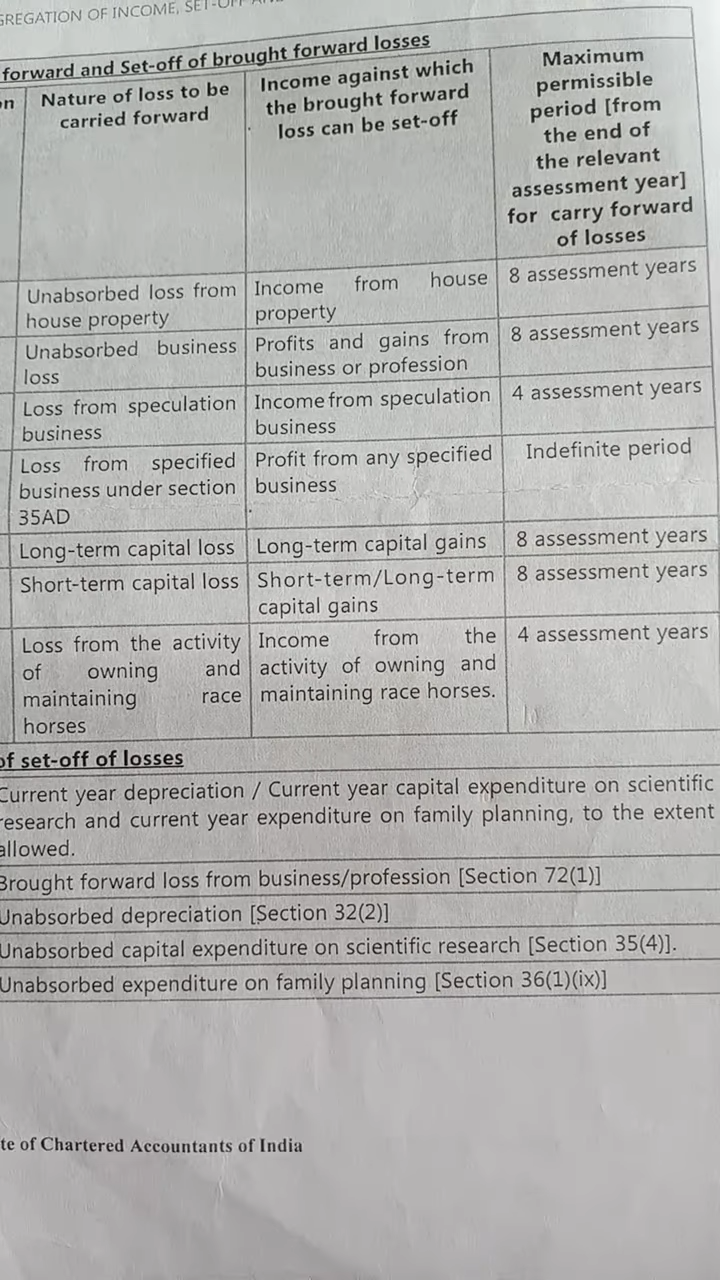 GREGATION OF INCOME, SET-OFF
forward and Set-off of brought forward losses
on
Nature of loss to be
carried forward
Income against which
the brought forward
loss can be set-off
Maximum
permissible
period [from
the end of
the relevant
assessment year]
for carry forward
of losses
Unabsorbed loss from
house property
Income from house
property
8 assessment years
Unabsorbed business
loss
Profits and gains from
business or profession
8 assessment years
Loss from speculation
business
Income from speculation
business
4 assessment years
Loss from specified
business under section
35AD
Profit from any specified
business
Indefinite period
Long-term capital loss
Long-term capital gains
8 assessment years
Short-term capital loss
Short-term/Long-term
capital gains
8 assessment years
Loss from the activity
of owning and
maintaining race
horses
Income from the
activity of owning and
maintaining race horses.
4 assessment years
of set-off of losses
Current year depreciation / Current year capital expenditure on scientific
research and current year expenditure on family planning, to the extent
allowed.
Brought forward loss from business/profession [Section 72(1)]
Unabsorbed depreciation [Section 32(2)]
Unabsorbed capital expenditure on scientific research [Section 35(4)].
Unabsorbed expenditure on family planning [Section 36(1)(ix)]
te of Chartered Accountants of India